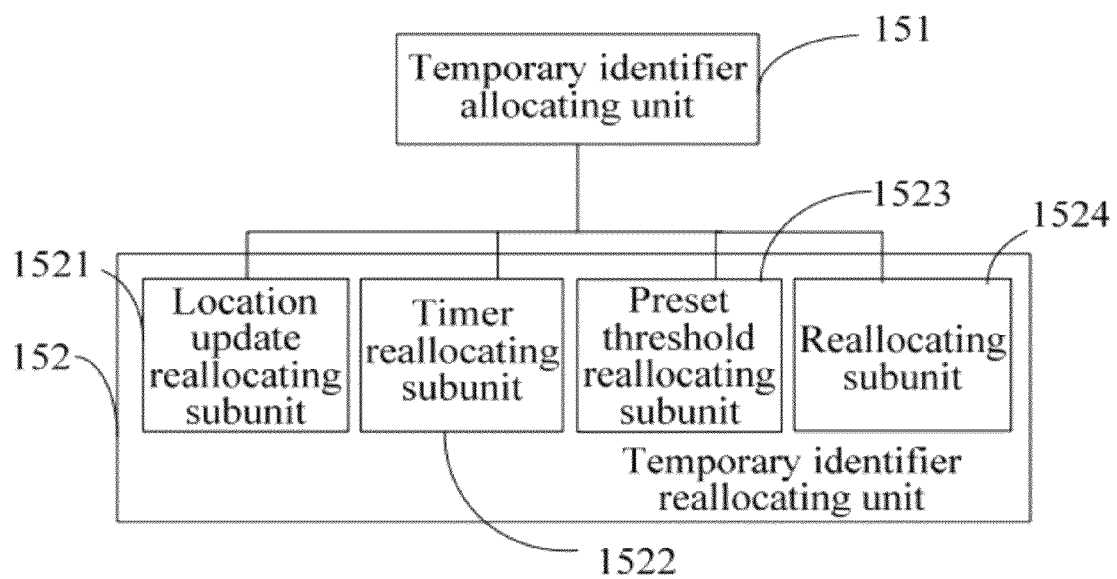 151
Temporary identifier
allocating unit
1523
1524
1521
Location
update
reallocating
subunit
Timer
reallocating
subunit
Preset
threshold
reallocating
subunit
Reallocating
subunit
152
Temporary identifier
reallocating unit
1522